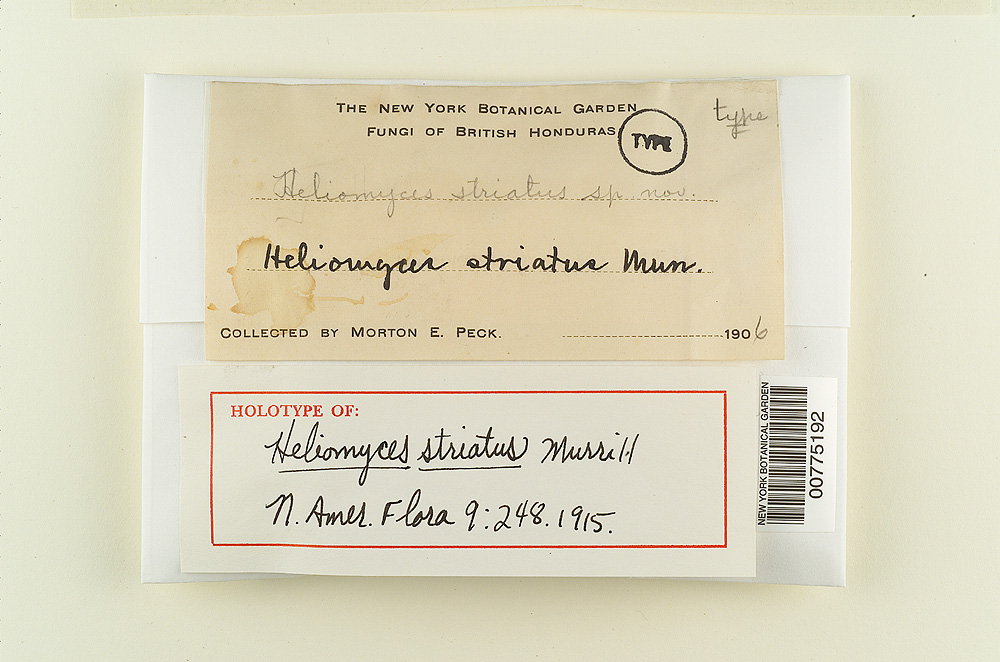 THE NEW YORK BOTANICAL GARDEN
FUNGI OF BRITISH HONDURAS
TYPE
type
Heliomyces striatus sp. nov.
Heliomyces striatus Murr.
COLLECTED BY MORTON E. PECK. 1906
HOLOTYPE OF:
Heliomyces striatus Murrill
N. Amer. Flora 9:248. 1915.
NEW YORK BOTANICAL GARDEN
00775192